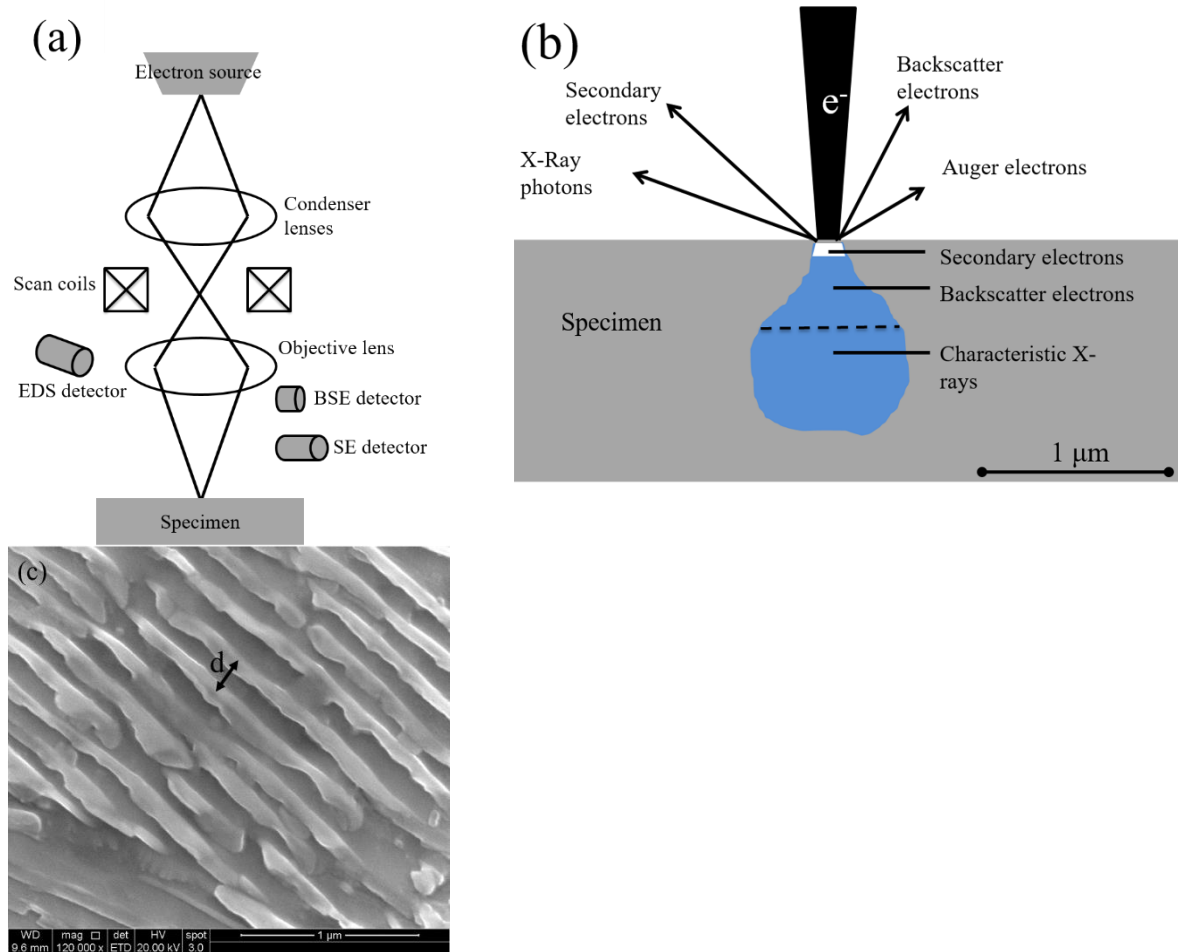 (a)
Electron source
Condenser
lenses
Scan coils
Objective lens
EDS detector
BSE detector
SE detector
Specimen
(b)
e-
Secondary
electrons
Backscatter
electrons
X-Ray
photons
Auger electrons
Secondary electrons
Backscatter electrons
Specimen
Characteristic X-
rays
1 μm
(c)
d
WD mag □ det HV spot
9.6 mm 120 000 x ETD 20.00 kV 3.0
1 μm